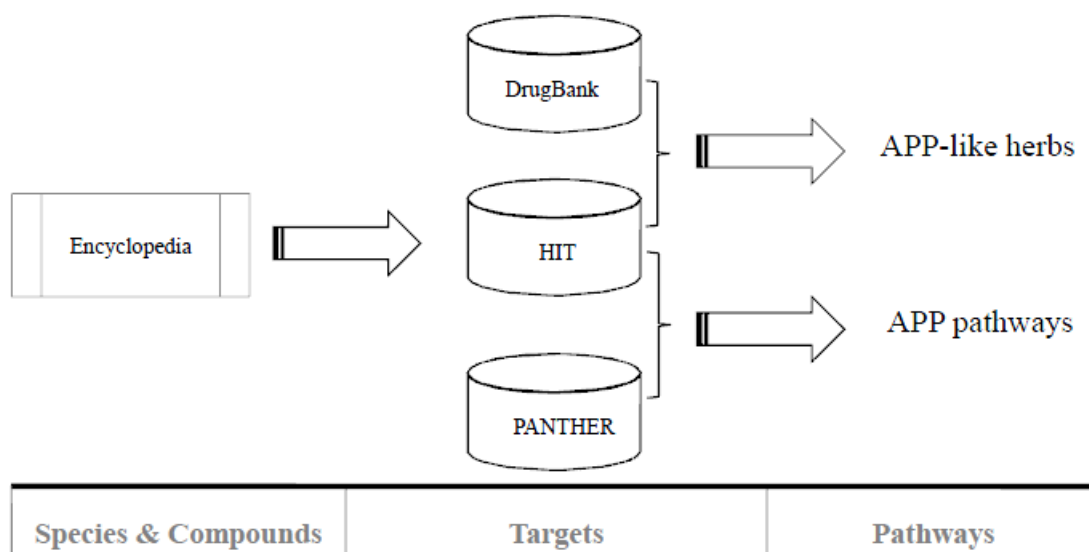 DrugBank
APP-like herbs
Encyclopedia
HIT
APP pathways
PANTHER
Species & Compounds
Targets
Pathways